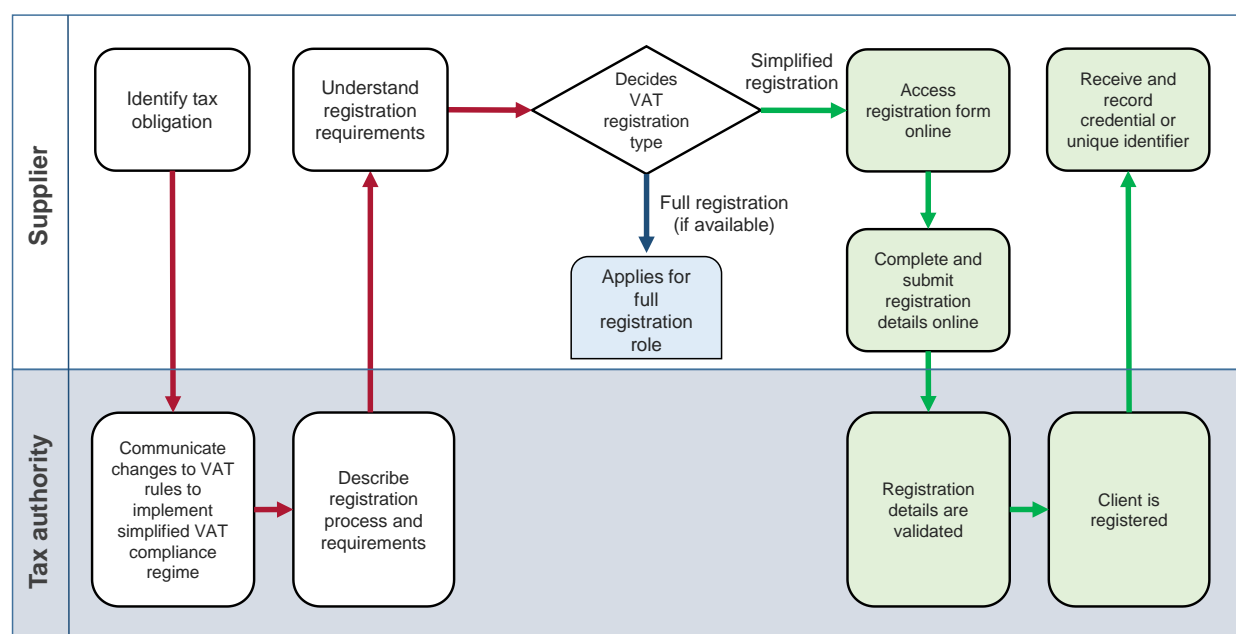 Supplier
Identify tax
obligation
Understand
registration
requirements
Decides
VAT
registration
type
Simplified
registration
Access
registration form
online
Receive and
record
credential or
unique identifier
Full registration
(if available)
Applies for
full
registration
role
Complete and
submit
registration
details online
Tax authority
Communicate
changes to VAT
rules to
implement
simplified VAT
compliance
regime
Describe
registration
process and
requirements
Registration
details are
validated
Client is
registered